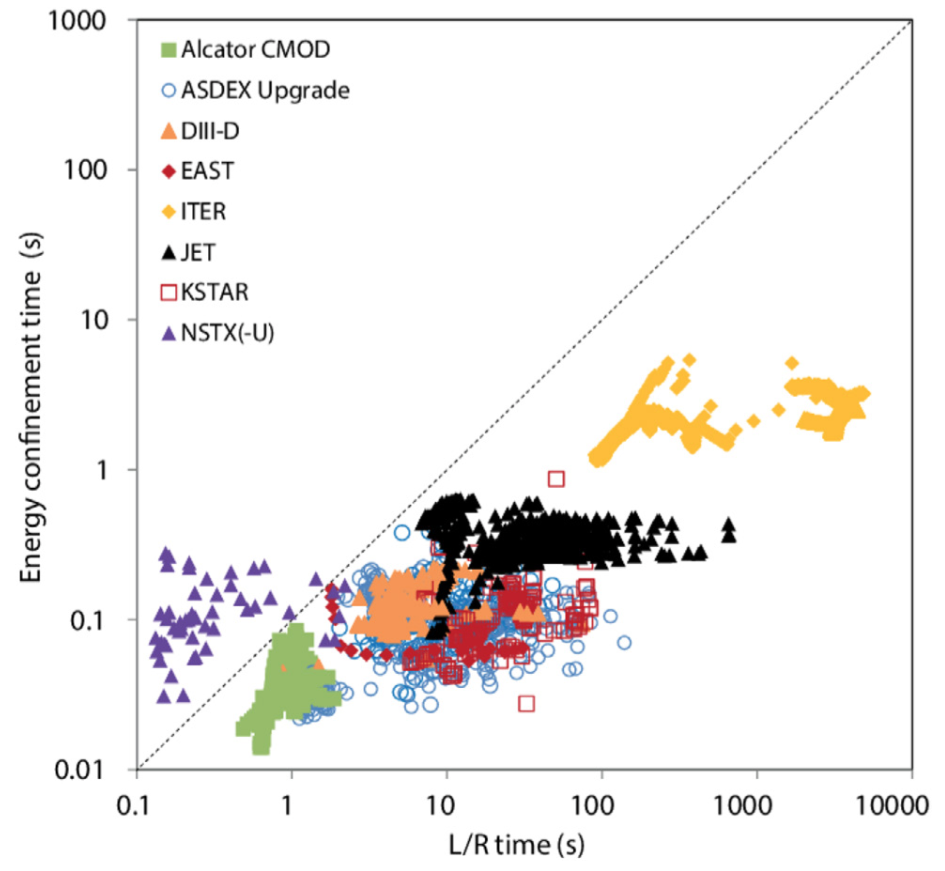 1000
100
10
1
0.1
0.01
Energy confinement time (s)
Alcator CMOD
ASDEX Upgrade
DIII-D
EAST
ITER
JET
KSTAR
NSTX(-U)
0.1 1 10 100 1000 10000
L/R time (s)